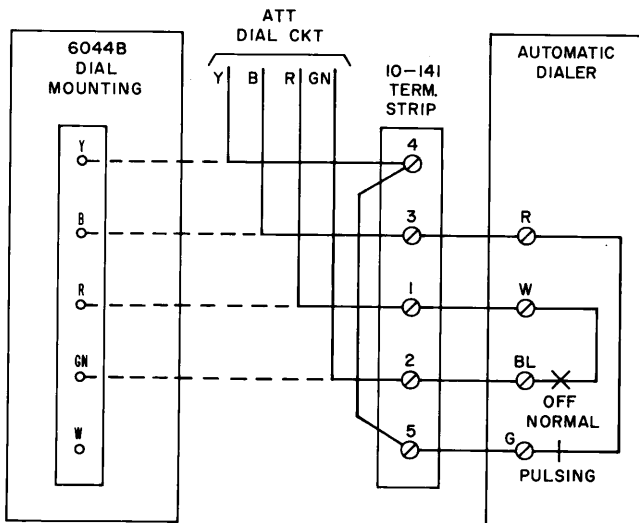 ATT
DIAL CKT
Y B R GN
6044B
DIAL
MOUNTING
Y
B
R
GN
W
10-141
TERM.
STRIP
4
3
1
2
5
AUTOMATIC
DIALER
R
W
BL
OFF
NORMAL
G
PULSING